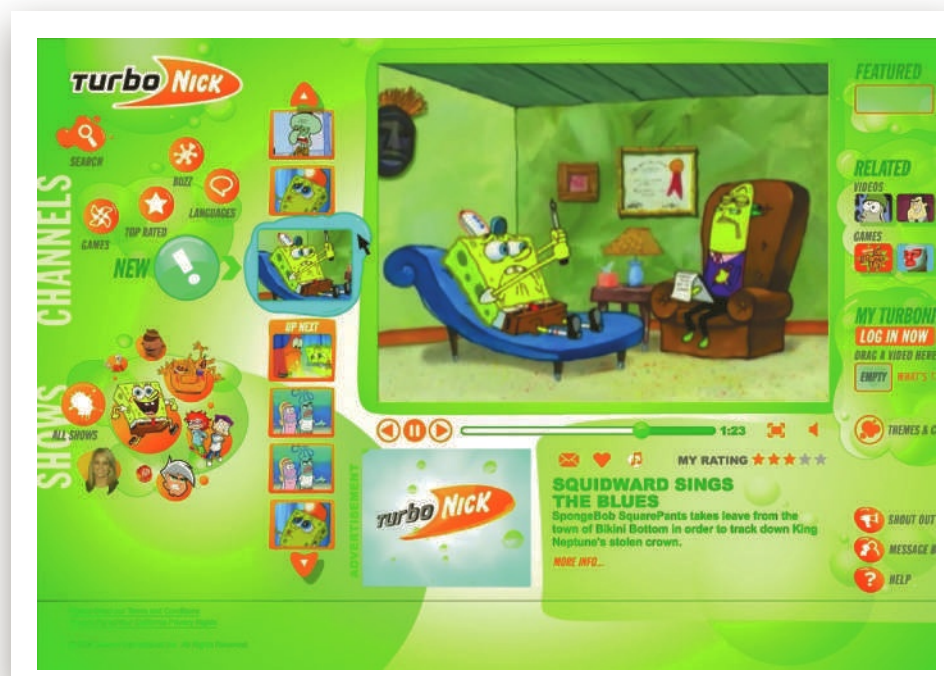 TURBO NICK
SEARCH
BUZZ
LANGUAGES
TOP RATED
GAMES
NEW
CHANNELS
SHOWS
ALL SHOWS
UP NEXT
1:23
ADVERTISEMENT
TURBO NICK
MY RATING
SQUIDWARD SINGS
THE BLUES
SpongeBob SquarePants takes leave from the
town of Bikini Bottom in order to track down King
Neptune's stolen crown.
MORE INFO...
FEATURED
RELATED
VIDEOS
GAMES
MY TURBONI
LOG IN NOW
DRAG A VIDEO HERE
EMPTY
WHAT'S
THEMES & C
SHOUT OUT
MESSAGE B
HELP